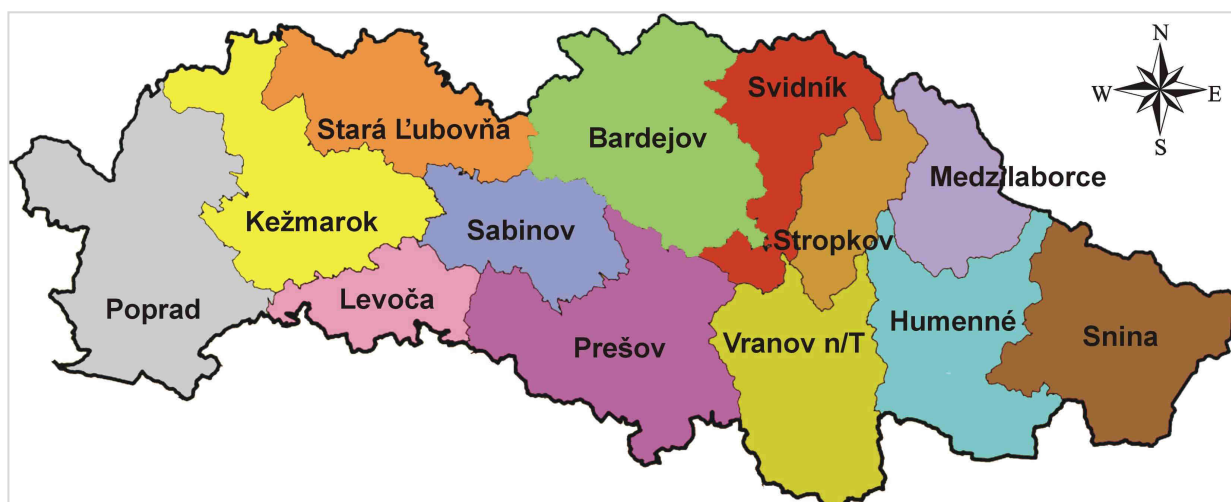 N
Svidník
W
E
Stará Ľubovňa
Bardejov
S
Medzilaborce
Kežmarok
Sabinov
Stropkov
Poprad
Levoča
Prešov
Vranov n/T
Humenné
Snina